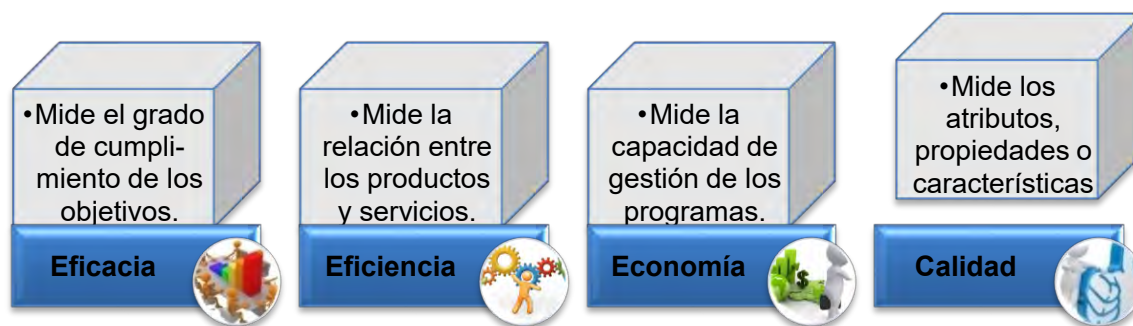 •Mide el grado
de cumpli-
miento de los
objetivos.
Eficacia
•Mide la
relación entre
los productos
y servicios.
Eficiencia
•Mide la
capacidad de
gestión de los
programas.
Economía
•Mide los
atributos,
propiedades o
características
Calidad
$